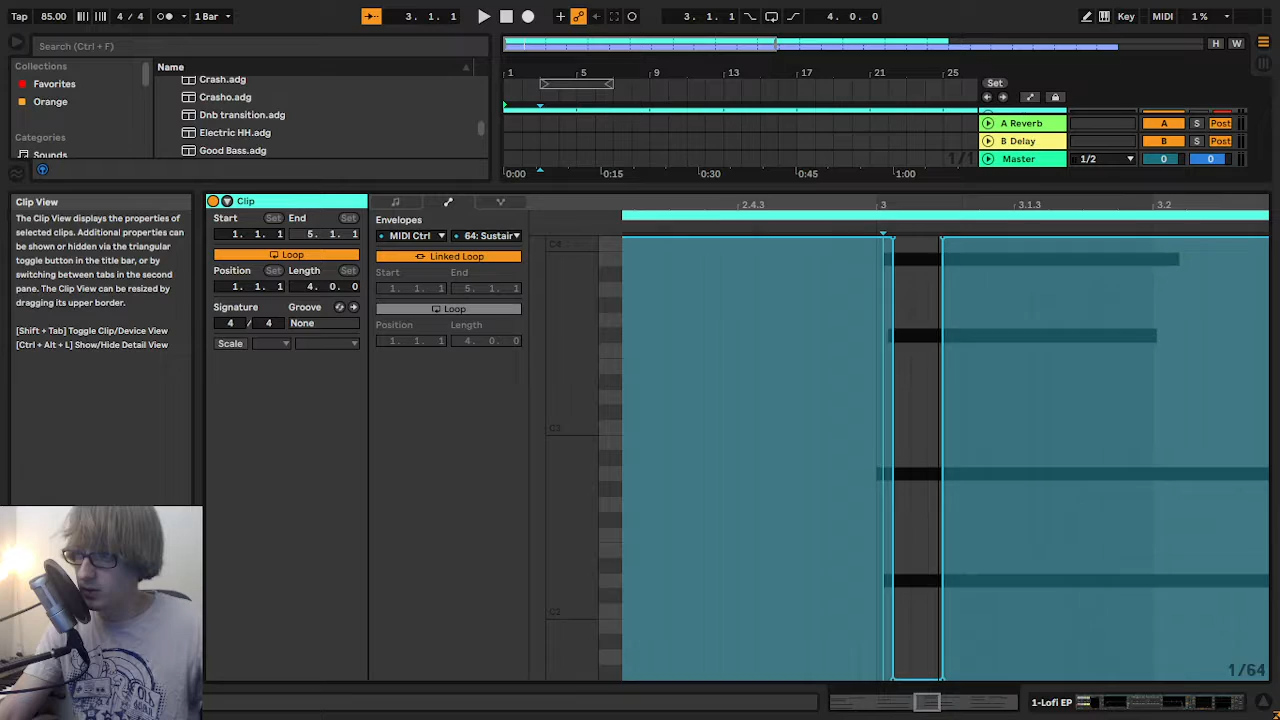 Tap 85.00 4 / 4 1 Bar 3. 1. 1 3. 1. 1 4. 0. 0 Key MIDI 1 %
Search (Ctrl + F)
H W
Collections
Favorites
Orange
Categories
Sounds
Name
Crash.adg
Crasho.adg
Dnb transition.adg
Electric HH.adg
Good Bass.adg
1 5 9 13 17 21 25
Set
A Reverb A S Post
B Delay B S Post
1/1
Master 1/2 0 0
0:00 0:15 0:30 0:45 1:00
Clip View
The Clip View displays the properties of
selected clips. Additional properties can
be shown or hidden via the triangular
toggle button in the title bar, or by
switching between tabs in the second
pane. The Clip View can be resized by
dragging its upper border.
[Shift + Tab] Toggle Clip/Device View
[Ctrl + Alt + L] Show/Hide Detail View
Clip
Start Set End Set
1. 1. 1 5. 1. 1
Loop
Position Set Length Set
1. 1. 1 4. 0. 0
Signature Groove
4 / 4 None
Scale
Envelopes
MIDI Ctrl 64: Sustair
Linked Loop
Start End
1. 1. 1 5. 1. 1
Loop
Position Length
1. 1. 1 4. 0. 0
2.4.3 3 3.1.3 3.2
C4
C3
C2
1/64
1-Lofi EP